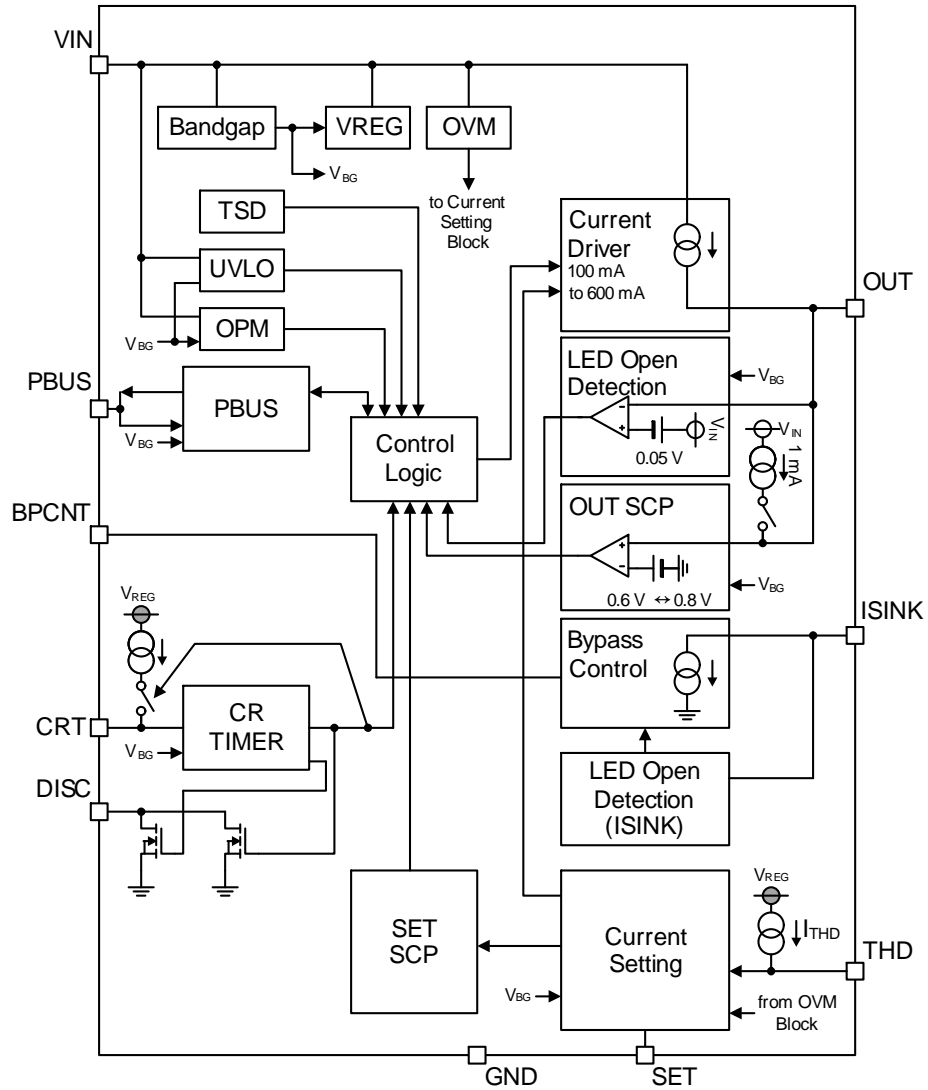 VIN
Bandgap
VREG
OVM
VBG
to Current
Setting
Block
TSD
UVLO
OPM
VBG
PBUS
PBUS
VBG
Control
Logic
Current
Driver
100 mA
to 600 mA
OUT
LED Open
Detection
VBG
VIN
0.05 V
VIN
1 mA
BPCNT
OUT SCP
VBG
0.6 V ↔ 0.8 V
ISINK
Bypass
Control
VREG
CRT
CR
TIMER
VBG
DISC
LED Open
Detection
(ISINK)
SET
SCP
Current
Setting
VBG
VREG
ITHD
THD
from OVM
Block
GND
SET